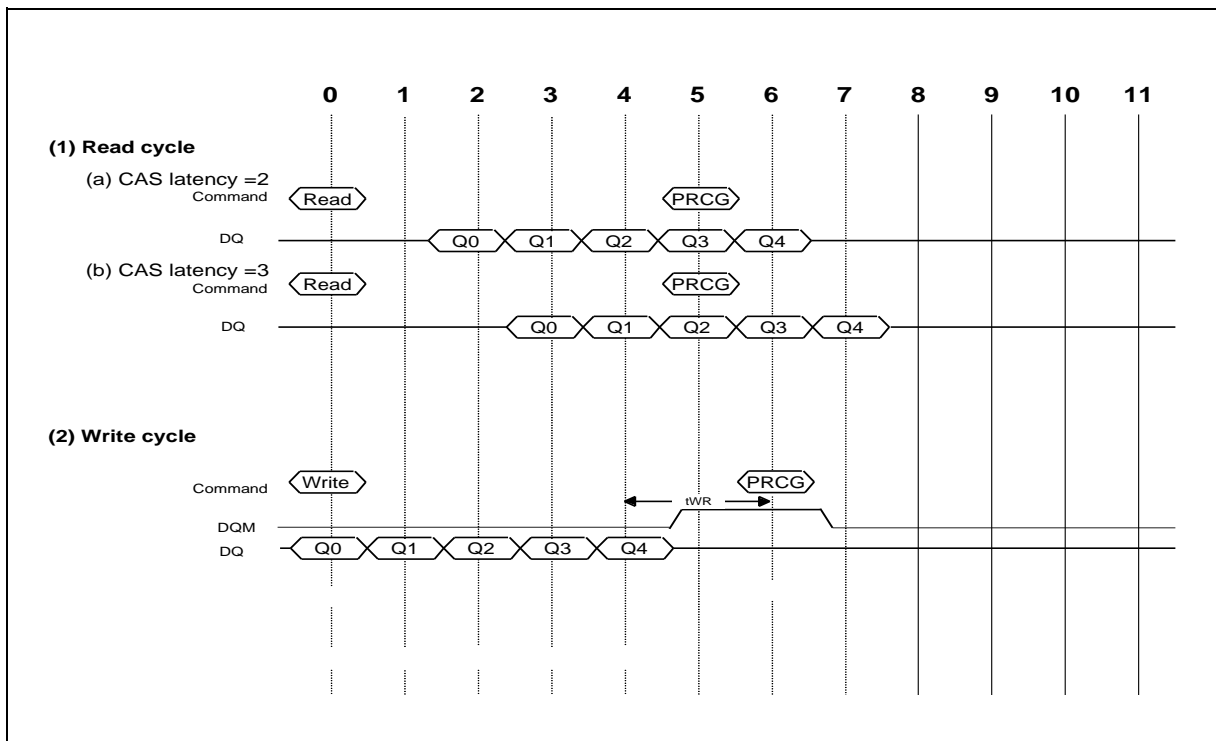 0 1 2 3 4 5 6 7 8 9 10 11
(1) Read cycle
(a) CAS latency =2
Command Read PRCG
DQ Q0 Q1 Q2 Q3 Q4
(b) CAS latency =3
Command Read PRCG
DQ Q0 Q1 Q2 Q3 Q4
(2) Write cycle
Command Write PRCG
tWR
DQM
DQ Q0 Q1 Q2 Q3 Q4